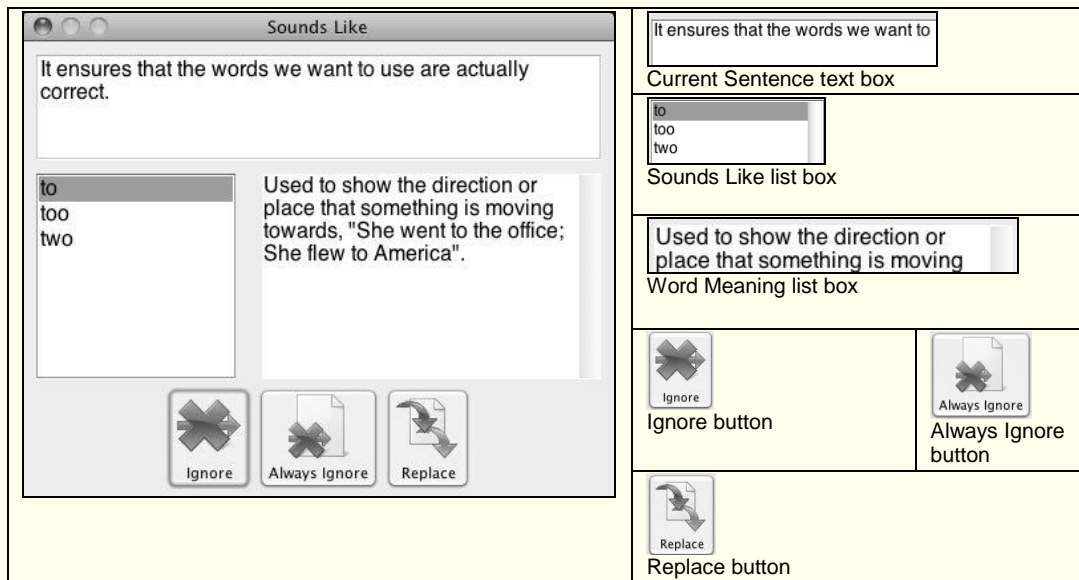 Sounds Like
It ensures that the words we want to use are actually
correct.
to
too
two
Used to show the direction or
place that something is moving
towards, "She went to the office;
She flew to America".
Ignore
Always Ignore
Replace
It ensures that the words we want to
Current Sentence text box
to
too
two
Sounds Like list box
Used to show the direction or
place that something is moving
Word Meaning list box
Ignore
Ignore button
Always Ignore
Always Ignore
button
Replace
Replace button